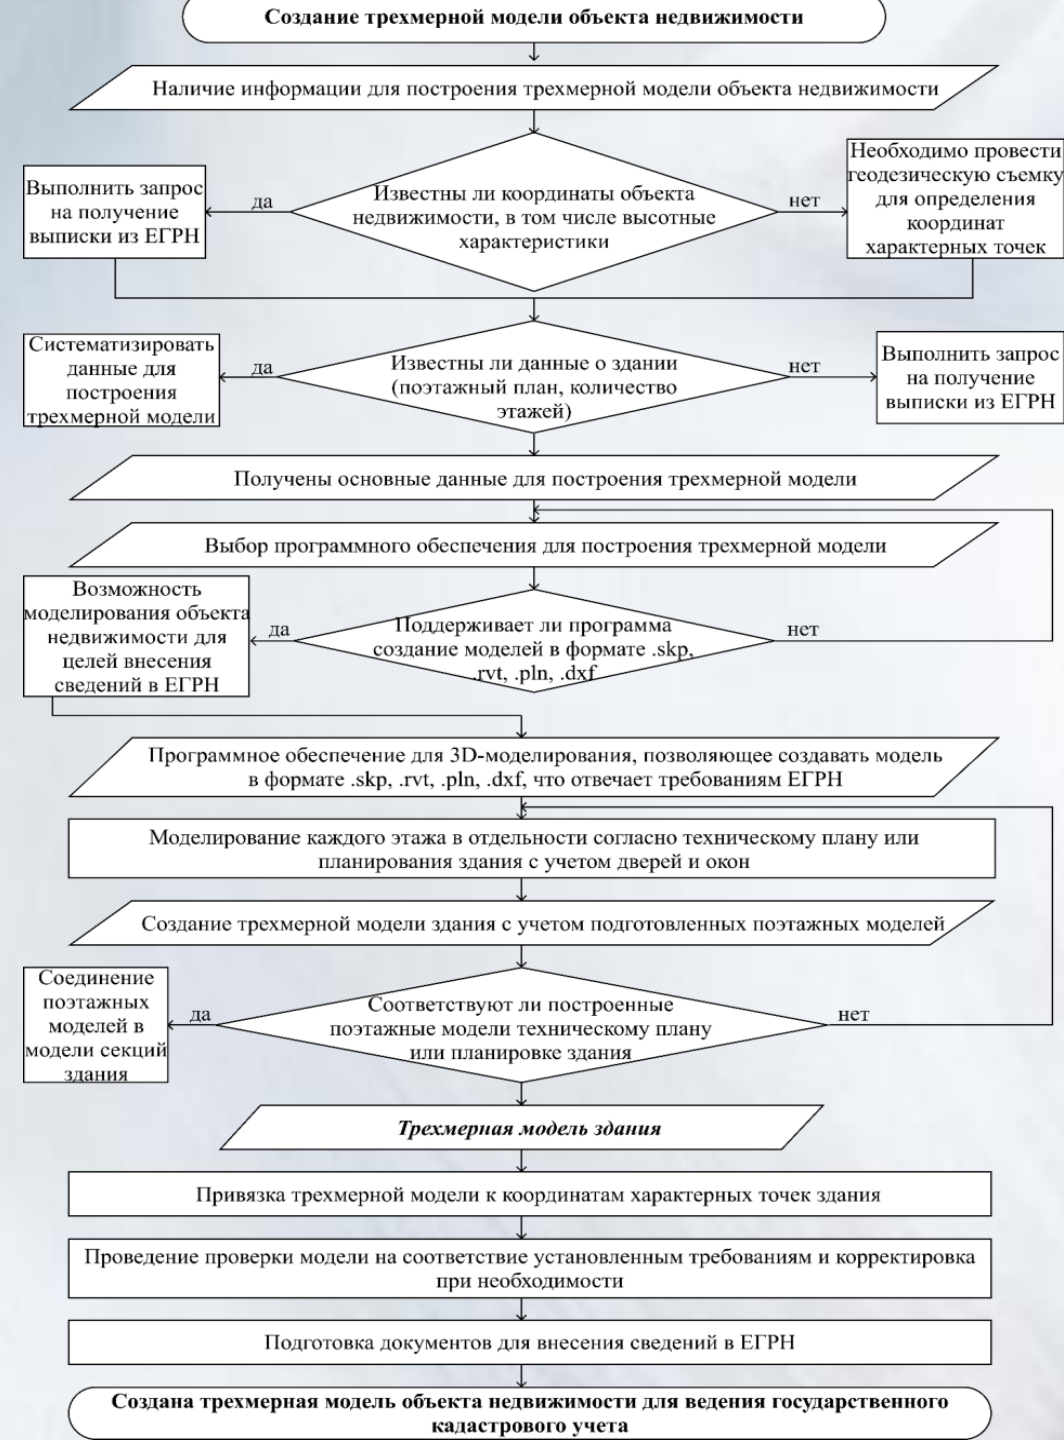 Создание трехмерной модели объекта недвижимости
Наличие информации для построения трехмерной модели объекта недвижимости
Известны ли координаты объекта
недвижимости, в том числе высотные
характеристики
да
нет
Выполнить запрос
на получение
выписки из ЕГРН
Необходимо провести
геодезическую съемку
для определения
координат
характерных точек
Известны ли данные о здании
(поэтажный план, количество
этажей)
да
нет
Систематизировать
данные для
построения
трехмерной модели
Выполнить запрос
на получение
выписки из ЕГРН
Получены основные данные для построения трехмерной модели
Выбор программного обеспечения для построения трехмерной модели
Поддерживает ли программа
создание моделей в формате .skp,
.rvt, .pln, .dxf
да
нет
Возможность
моделирования объекта
недвижимости для
целей внесения
сведений в ЕГРН
Программное обеспечение для 3D-моделирования, позволяющее создавать модель
в формате .skp, .rvt, .pln, .dxf, что отвечает требованиям ЕГРН
Моделирование каждого этажа в отдельности согласно техническому плану или
планирования здания с учетом дверей и окон
Создание трехмерной модели здания с учетом подготовленных поэтажных моделей
Соответствуют ли построенные
поэтажные модели техническому плану
или планировке здания
да
нет
Соединение
поэтажных
моделей в
модели секций
здания
Трехмерная модель здания
Привязка трехмерной модели к координатам характерных точек здания
Проведение проверки модели на соответствие установленным требованиям и корректировка
при необходимости
Подготовка документов для внесения сведений в ЕГРН
Создана трехмерная модель объекта недвижимости для ведения государственного
кадастрового учета